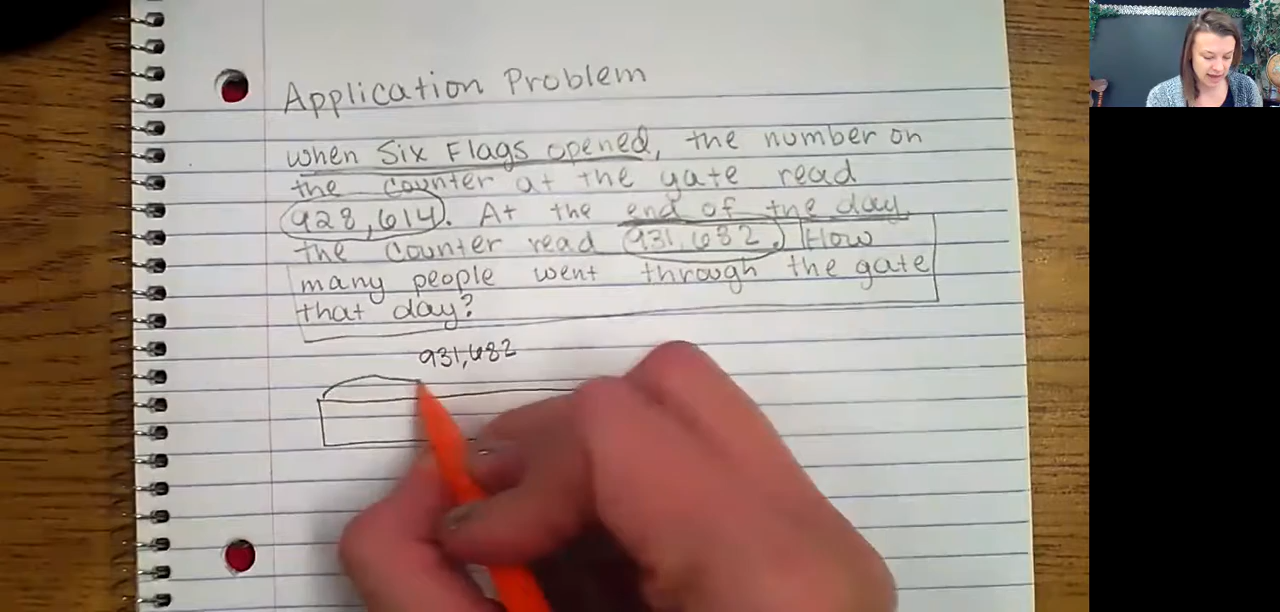 Application Problem
when Six Flags opened, the number on
the counter at the gate read
928,614. At the end of the day
the counter read 931,682. How
many people went through the gate
that day?
931,682